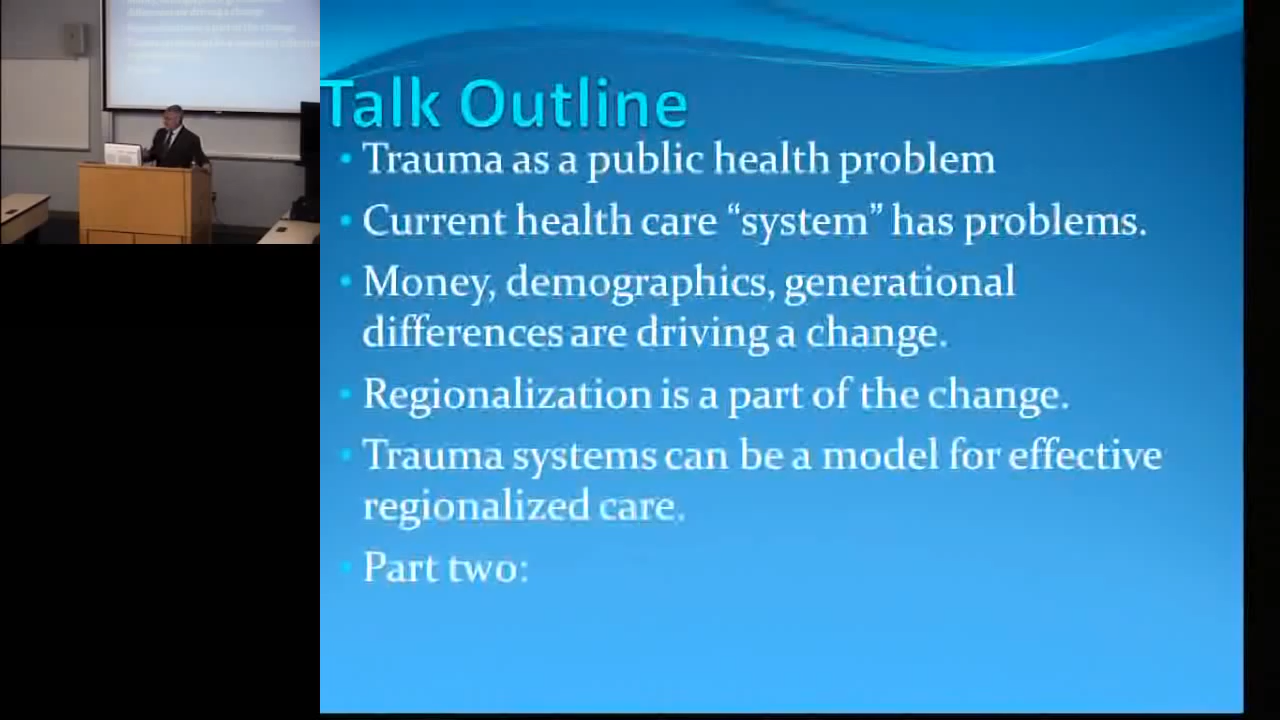 Talk Outline
• Trauma as a public health problem
• Current health care “system” has problems.
• Money, demographics, generational
differences are driving a change.
• Regionalization is a part of the change.
• Trauma systems can be a model for effective
regionalized care.
• Part two: